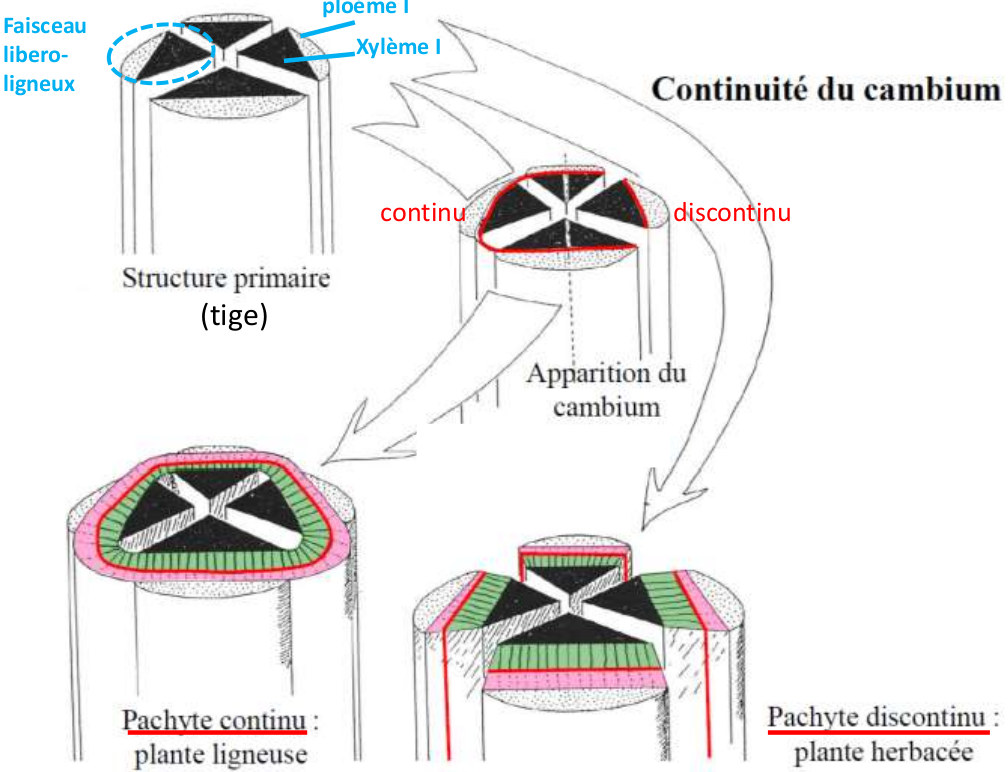 ploème I
Faisceau
libero-
ligneux
Xylème I
Continuité du cambium
continu
discontinu
Structure primaire
(tige)
Apparition du
cambium
Pachyte continu :
plante ligneuse
Pachyte discontinu :
plante herbacée